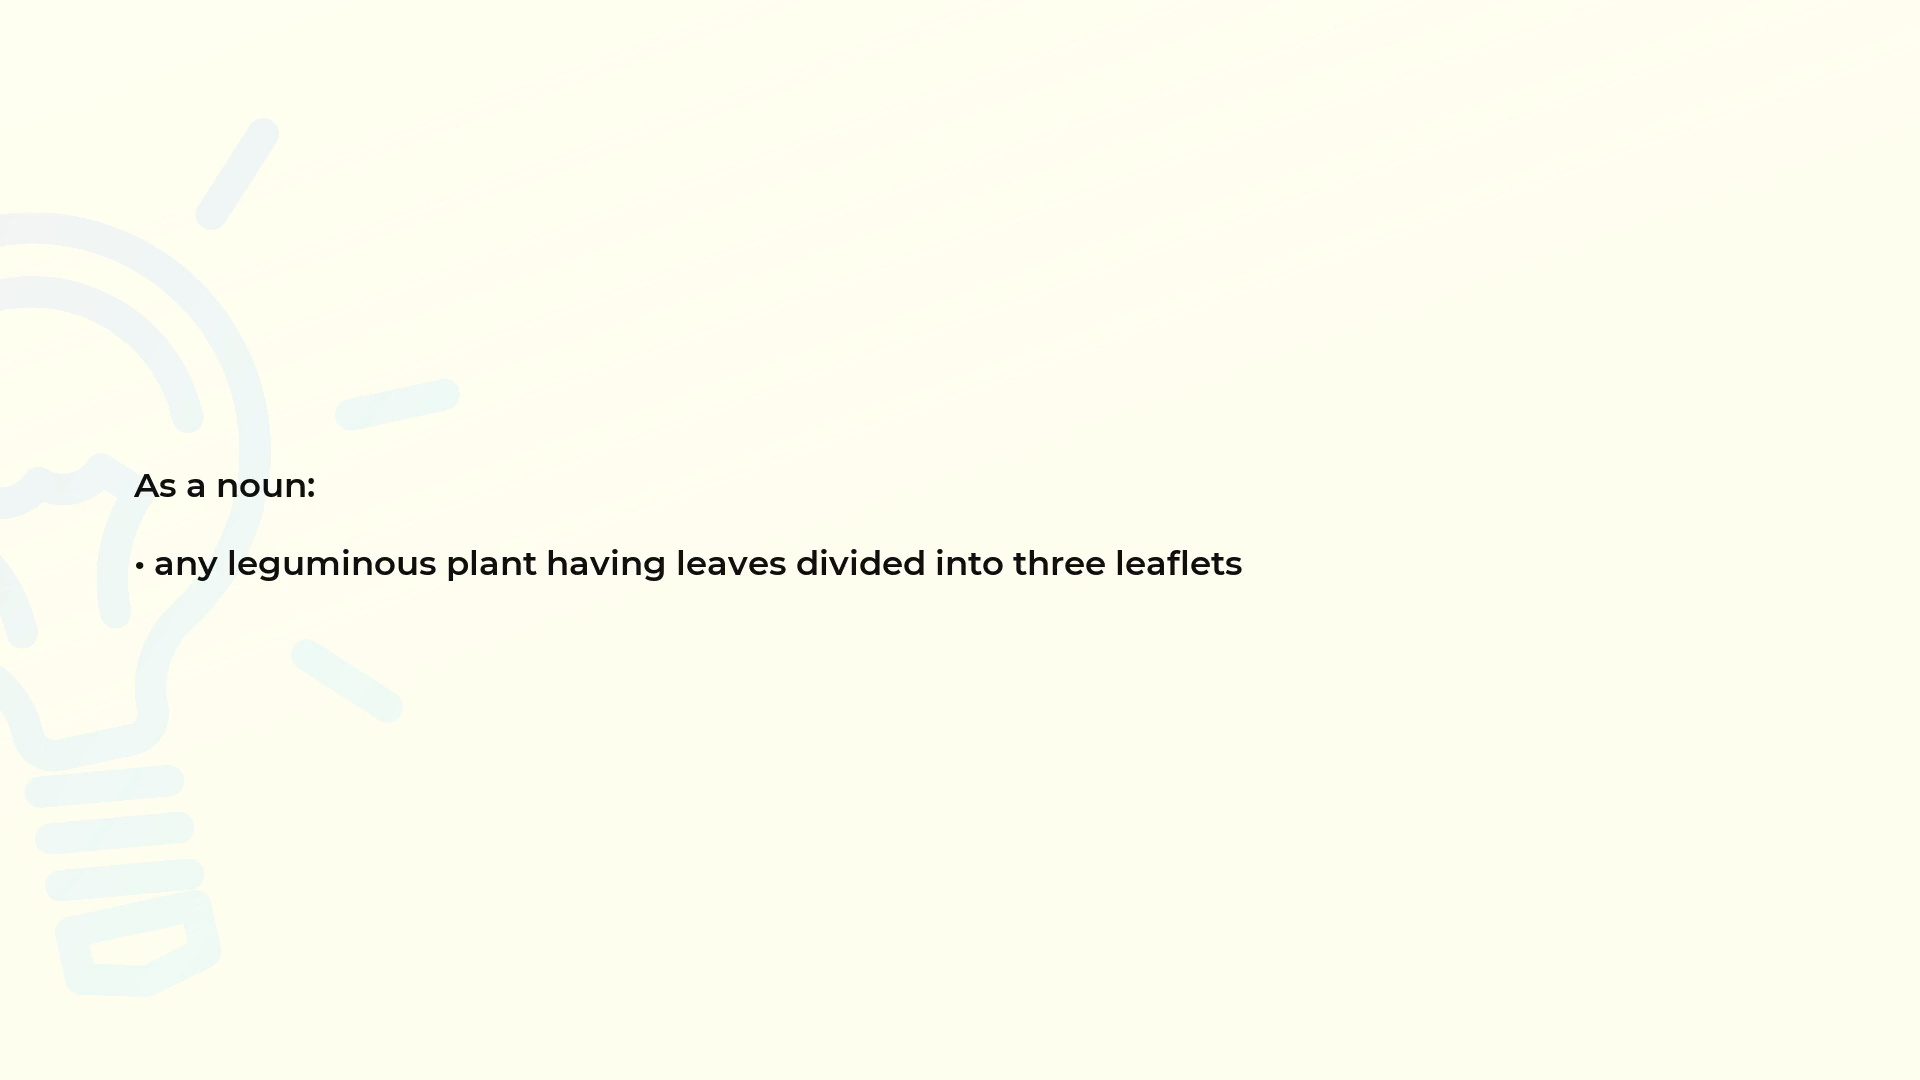 As a noun:
• any leguminous plant having leaves divided into three leaflets